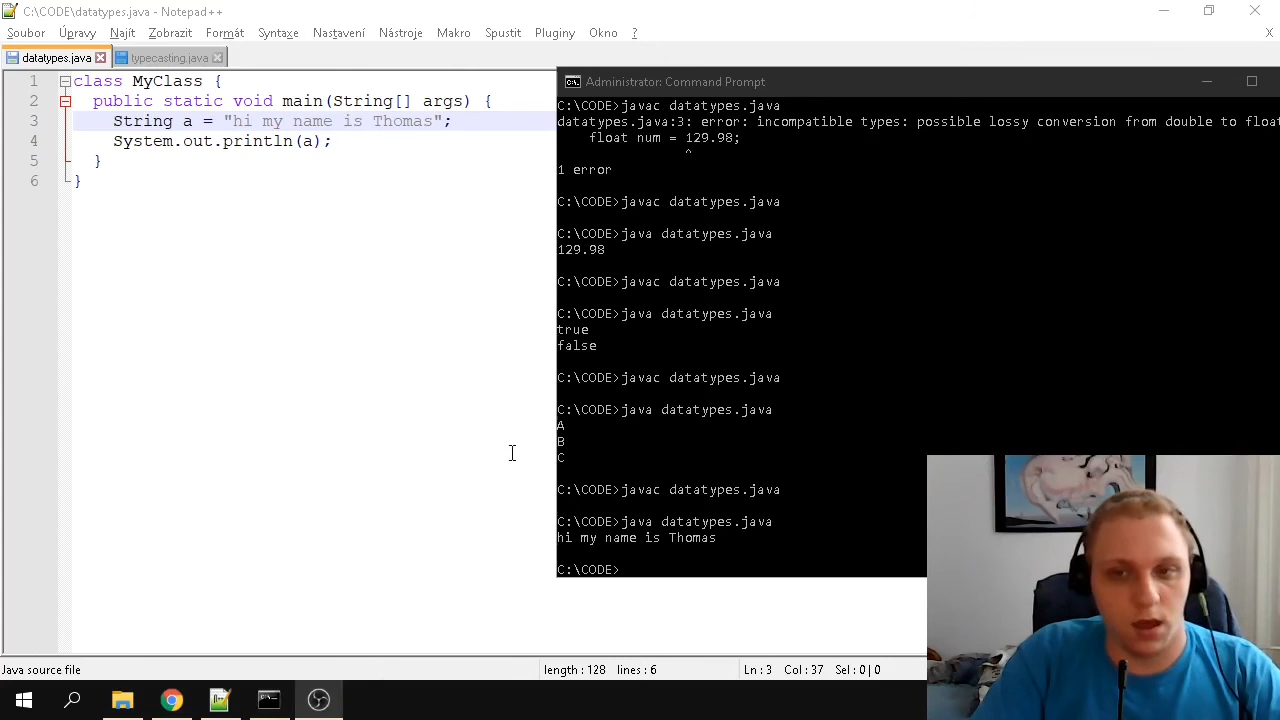 C:\CODE\datatypes.java - Notepad++
Soubor Úpravy Najít Zobrazit Formát Syntaxe Nastavení Nástroje Makro Spustit Pluginy Okno ? X
datatypes.java typecasting.java
1 class MyClass {
2 public static void main(String[] args) {
3 String a = "hi my name is Thomas";
4 System.out.println(a);
5 }
6 }
Administrator: Command Prompt
C:\CODE>javac datatypes.java
datatypes.java:3: error: incompatible types: possible lossy conversion from double to float
float num = 129.98;
^
1 error
C:\CODE>javac datatypes.java
C:\CODE>java datatypes.java
129.98
C:\CODE>javac datatypes.java
C:\CODE>java datatypes.java
true
false
C:\CODE>javac datatypes.java
C:\CODE>java datatypes.java
A
B
C
C:\CODE>javac datatypes.java
C:\CODE>java datatypes.java
hi my name is Thomas
C:\CODE>
Java source file length : 128 lines : 6 Ln : 3 Col : 37 Sel : 0 | 0